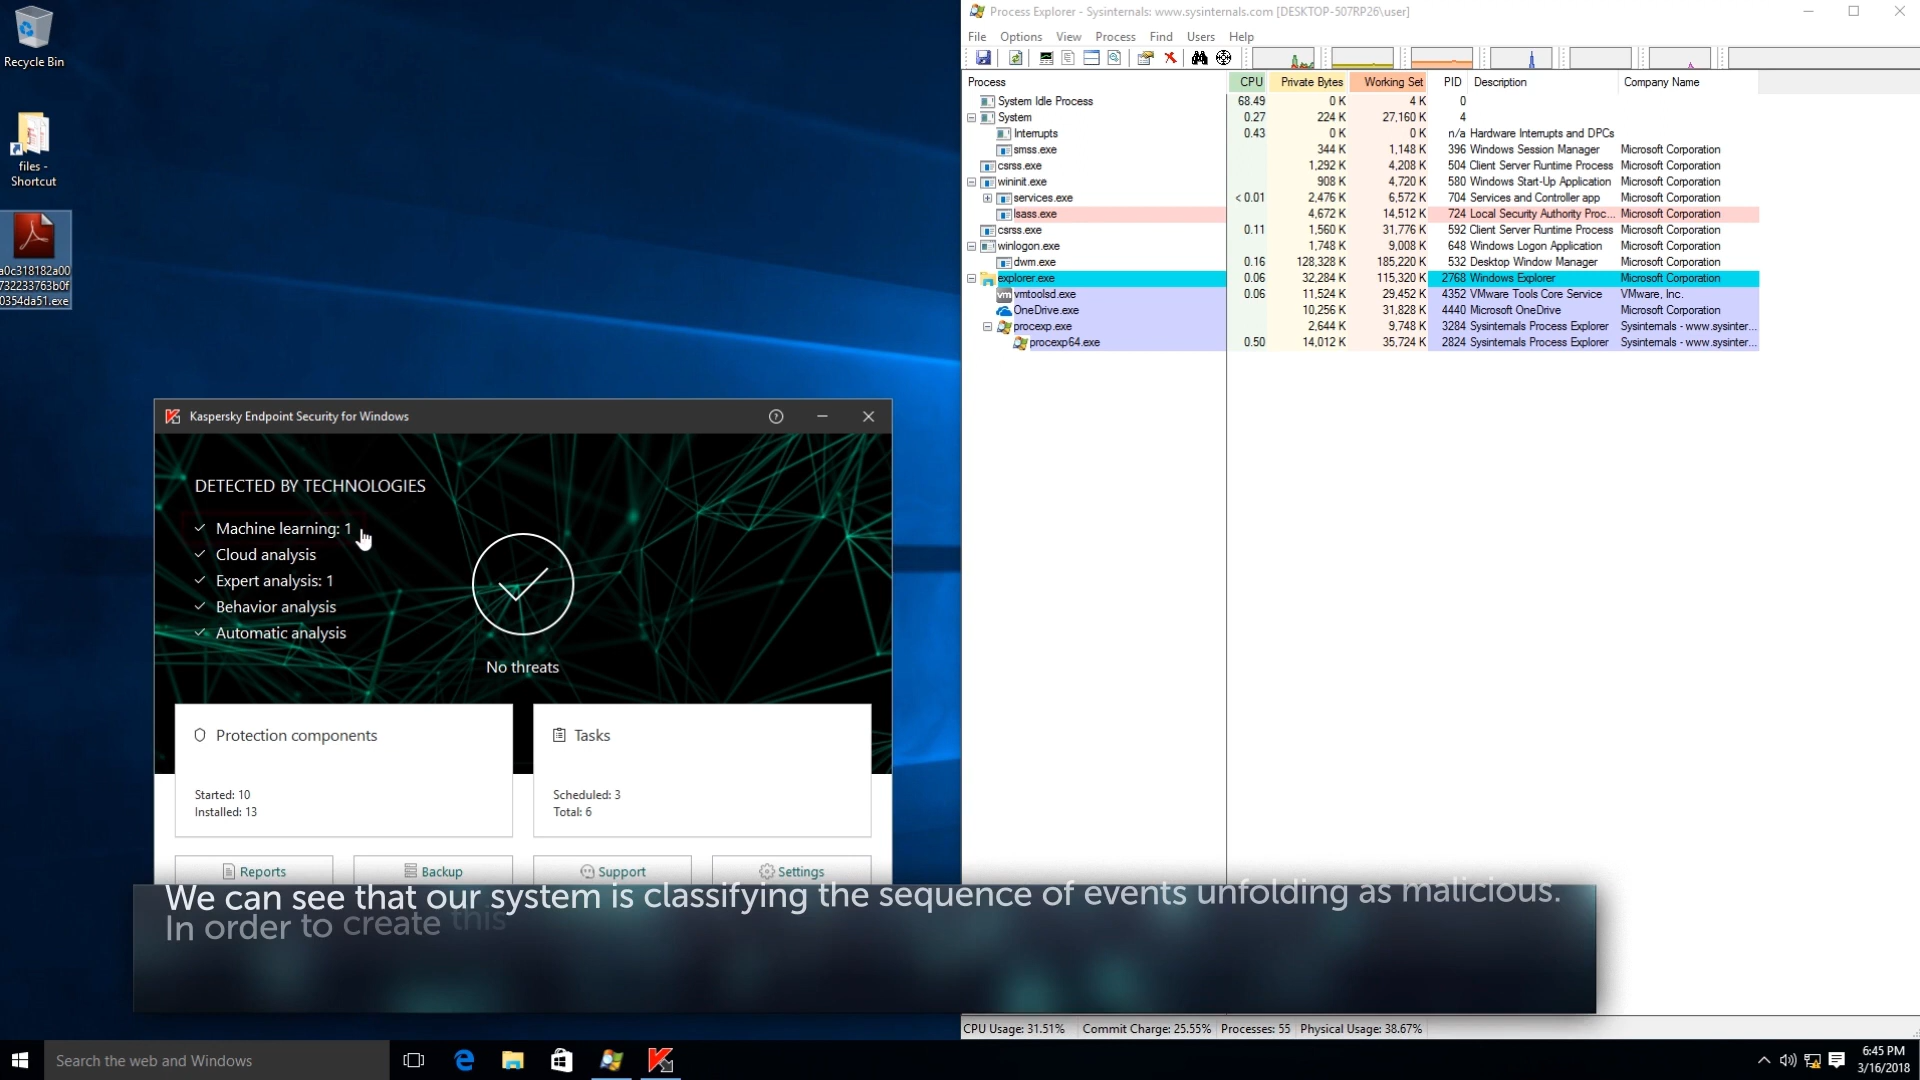 Recycle Bin
files -
Shortcut
a0c318182a00
732233763b0f
0354da51.exe
Process Explorer - Sysinternals: www.sysinternals.com [DESKTOP-507RP26\user]
File Options View Process Find Users Help
Process CPU Private Bytes Working Set PID Description Company Name
System Idle Process 68.49 0 K 4 K 0
System 0.27 224 K 27,160 K 4
Interrupts 0.43 0 K 0 K n/a Hardware Interrupts and DPCs
smss.exe 344 K 1,148 K 396 Windows Session Manager Microsoft Corporation
csrss.exe 1,292 K 4,208 K 504 Client Server Runtime Process Microsoft Corporation
wininit.exe 908 K 4,720 K 580 Windows Start-Up Application Microsoft Corporation
services.exe < 0.01 2,476 K 6,572 K 704 Services and Controller app Microsoft Corporation
lsass.exe 4,672 K 14,512 K 724 Local Security Authority Proc... Microsoft Corporation
csrss.exe 0.11 1,560 K 31,776 K 592 Client Server Runtime Process Microsoft Corporation
winlogon.exe 1,748 K 9,008 K 648 Windows Logon Application Microsoft Corporation
dwm.exe 0.16 128,328 K 185,220 K 532 Desktop Window Manager Microsoft Corporation
explorer.exe 0.06 32,284 K 115,320 K 2768 Windows Explorer Microsoft Corporation
vmtoolsd.exe 0.06 11,524 K 29,452 K 4352 VMware Tools Core Service VMware, Inc.
OneDrive.exe 10,256 K 31,828 K 4440 Microsoft OneDrive Microsoft Corporation
procexp.exe 2,644 K 9,748 K 3284 Sysinternals Process Explorer Sysinternals - www.sysinter...
procexp64.exe 0.50 14,012 K 35,724 K 2824 Sysinternals Process Explorer Sysinternals - www.sysinter...
Kaspersky Endpoint Security for Windows
DETECTED BY TECHNOLOGIES
Machine learning: 1
Cloud analysis
Expert analysis: 1
Behavior analysis
Automatic analysis
No threats
Protection components
Started: 10
Installed: 13
Tasks
Scheduled: 3
Total: 6
Reports Backup Support Settings
We can see that our system is classifying the sequence of events unfolding as malicious.
In order to create this
CPU Usage: 31.51% Commit Charge: 25.55% Processes: 55 Physical Usage: 38.67%
Search the web and Windows
6:45 PM
3/16/2018